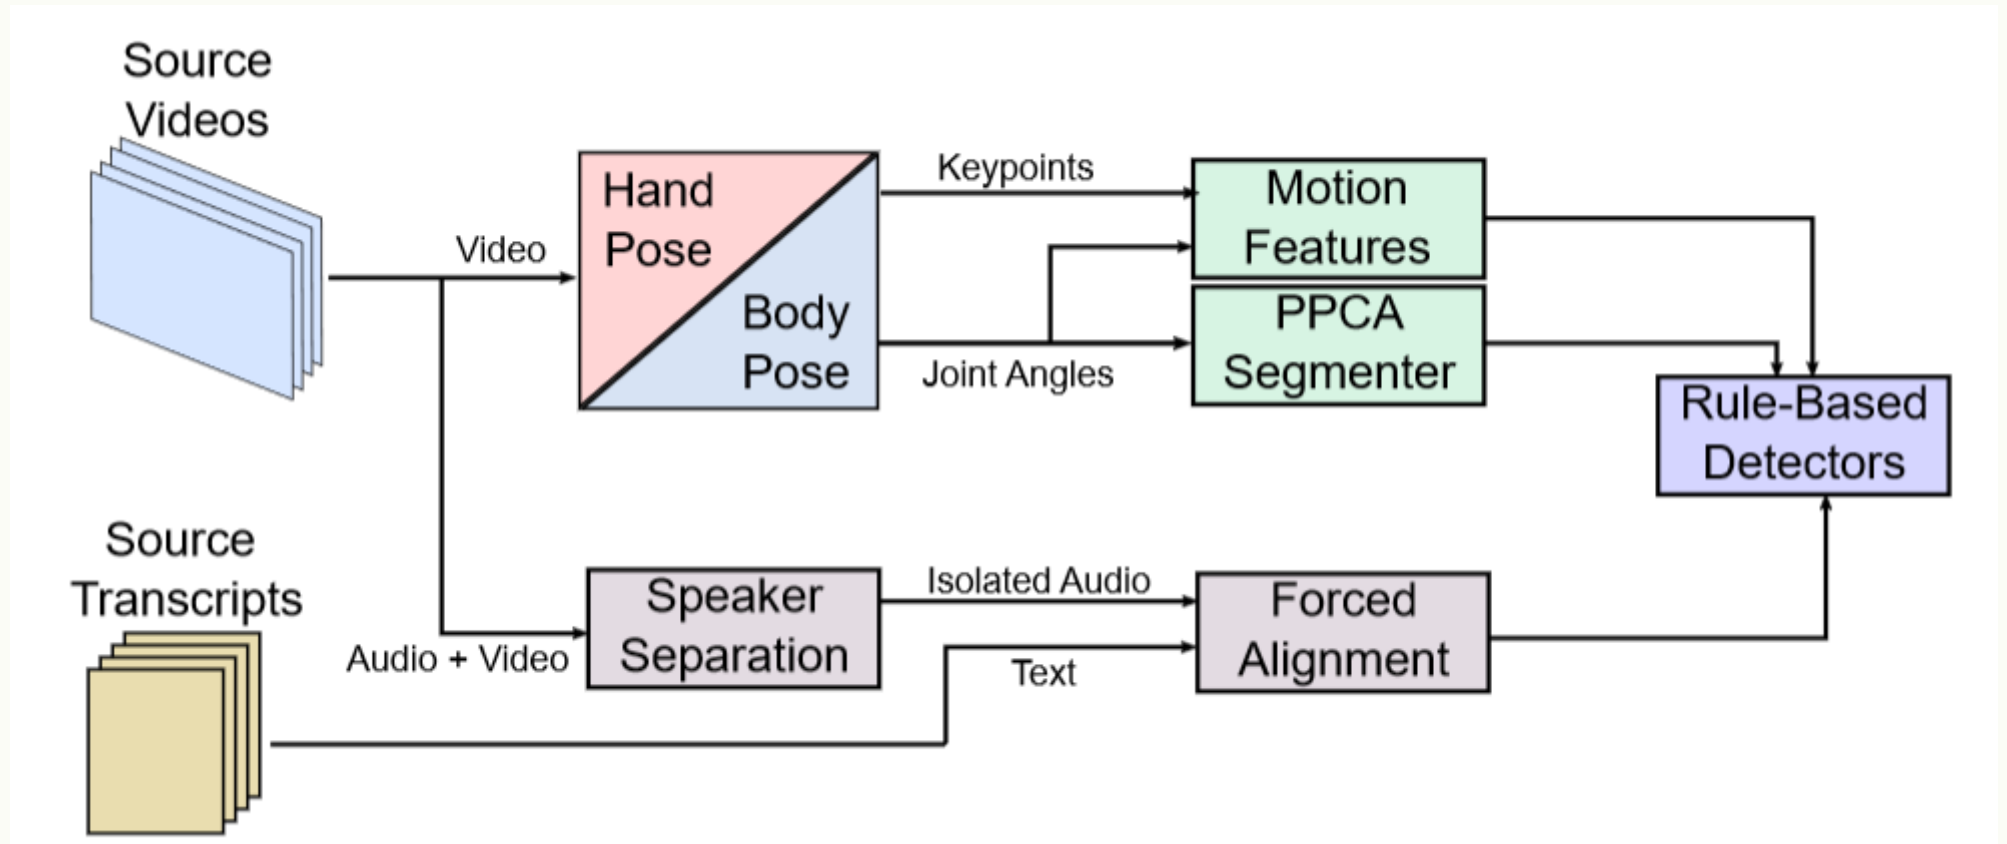 Source
Videos
Video
Hand
Pose
Body
Pose
Keypoints
Joint Angles
Motion
Features
PPCA
Segmenter
Rule-Based
Detectors
Source
Transcripts
Audio + Video
Speaker
Separation
Isolated Audio
Text
Forced
Alignment